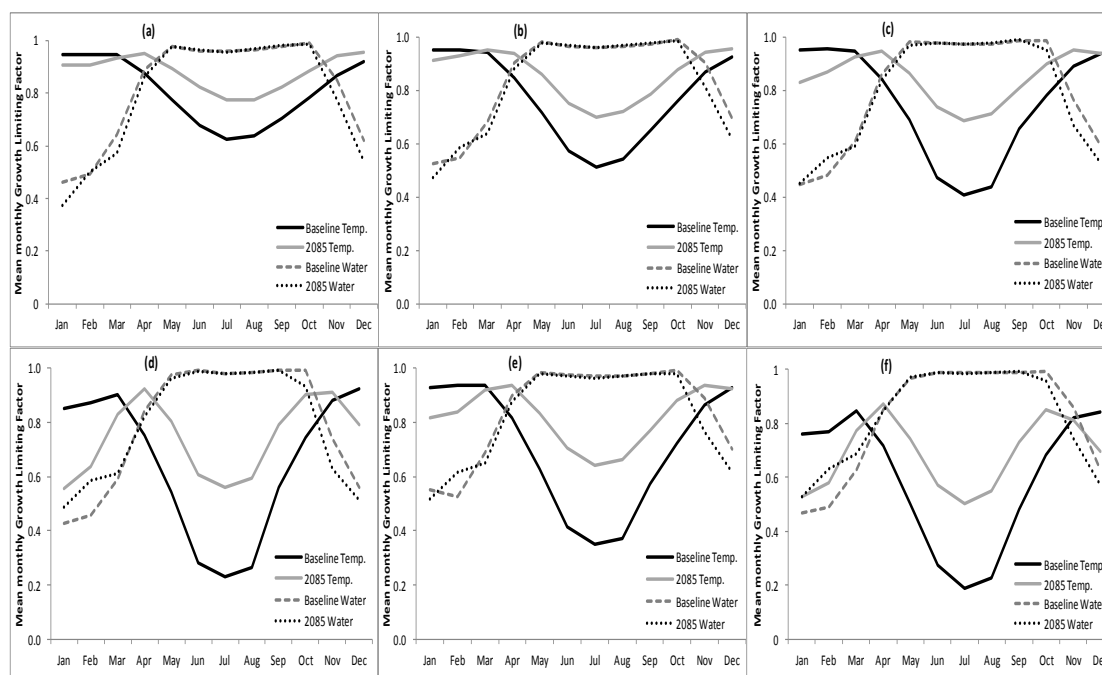 (a)
Mean monthly Growth Limiting Factor
1
0.8
0.6
0.4
0.2
0
Baseline Temp.
2085 Temp.
Baseline Water
2085 Water
Jan Feb Mar Apr May Jun Jul Aug Sep Oct Nov Dec
(b)
Mean monthly Growth Limiting Factor
1.0
0.8
0.6
0.4
0.2
0.0
Baseline Temp.
2085 Temp
Baseline Water
2085 Water
Jan Feb Mar Apr May Jun Jul Aug Sep Oct Nov Dec
(c)
Mean monthly Growth Limiting factor
1.0
0.8
0.6
0.4
0.2
0.0
Baseline Temp
2085 Temp.
Baseline Wate
2085 Water
Jan Feb Mar Apr May Jun Jul Aug Sep Oct Nov De
(d)
Mean monthly Growth Limiting Factor
1.0
0.8
0.6
0.4
0.2
0.0
Baseline Temp.
2085 Temp.
Baseline Water
2085 Water
Jan Feb Mar Apr May Jun Jul Aug Sep Oct Nov Dec
(e)
Mean monthly Growth Limiting Factor
1.0
0.8
0.6
0.4
0.2
0.0
Baseline Temp.
2085 Temp.
Baseline Water
2085 Water
Jan Feb Mar Apr May Jun Jul Aug Sep Oct Nov Dec
(f)
Mean monthly Growth Limiting Factor
1.0
0.8
0.6
0.4
0.2
0.0
Baseline Temp
2085 Temp.
Baseline Water
2085 Water
Jan Feb Mar Apr May Jun Jul Aug Sep Oct Nov Dec